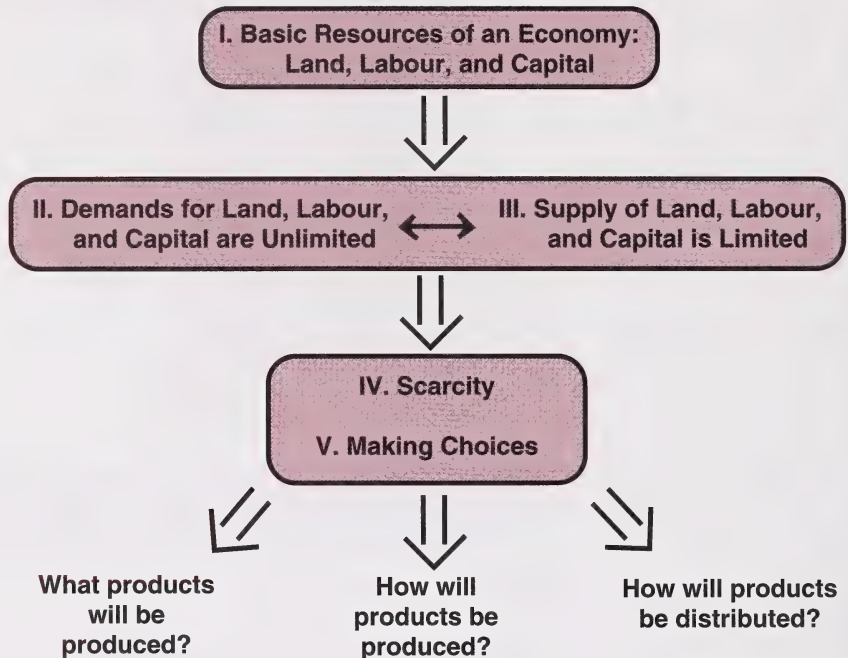 I. Basic Resources of an Economy:
Land, Labour, and Capital
II. Demands for Land, Labour,
and Capital are Unlimited
III. Supply of Land, Labour,
and Capital is Limited
IV. Scarcity
V. Making Choices
What products
will be
produced?
How will
products be
produced?
How will products
be distributed?